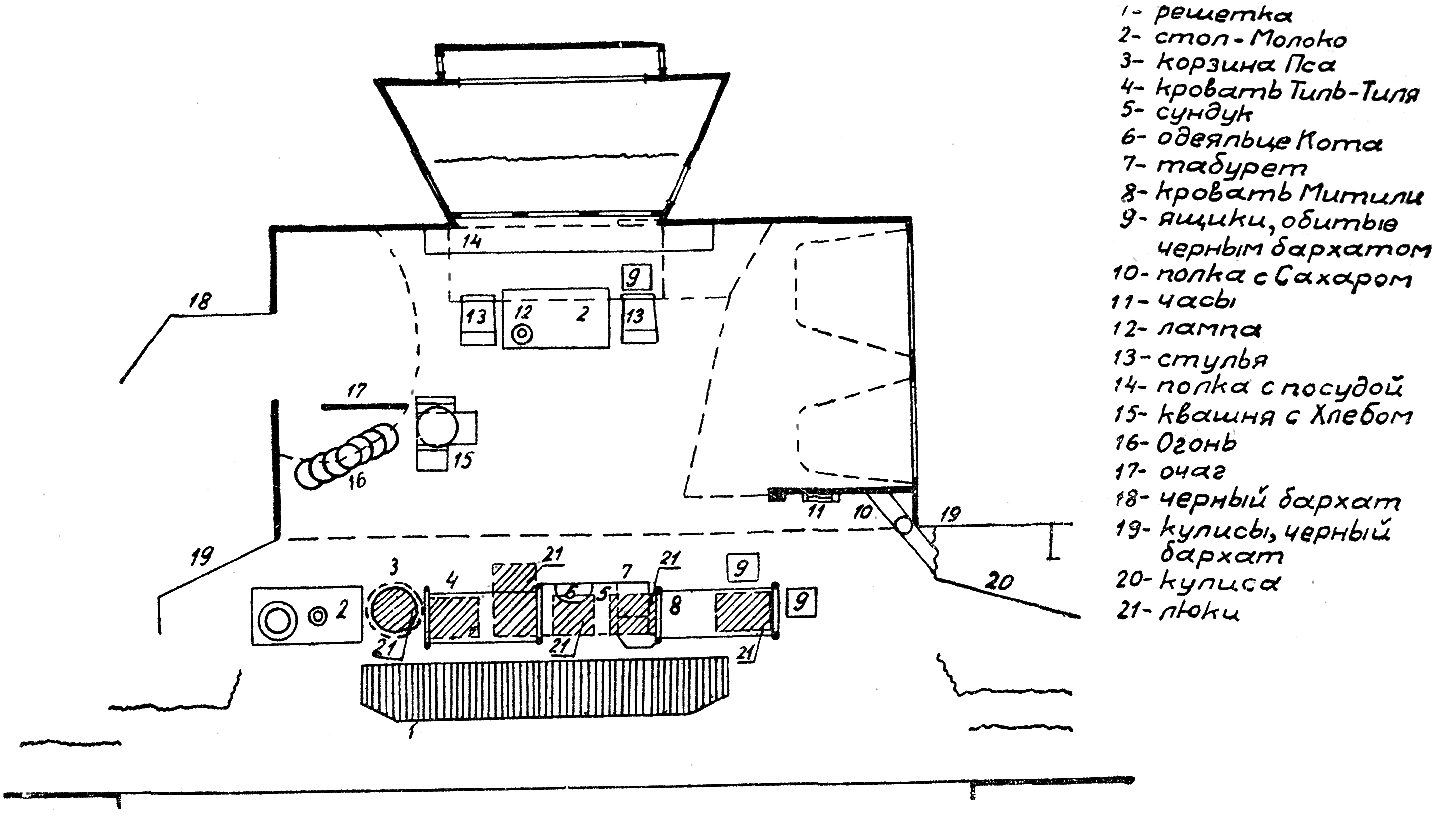 1- решетка
2- стол-Молоко
3- корзина Пса
4- кровать Тиль-Тиля
5- сундук
6- одеяльце Кота
7- табурет
8- кровать Митили
9- ящики, обитые
черным бархатом
10- полка с Сахаром
11- часы
12- лампа
13- стулья
14- полка с посудой
15- квашня с Хлебом
16- Огонь
17- очаг
18- черный бархат
19- кулисы, черный
бархат
20- кулиса
21- люки
14
9
18
13 12 2 13
17
15
16
11 10 19
19
3 4 21 7 21 9 20
2 6 5 8 9
21 21 21
1